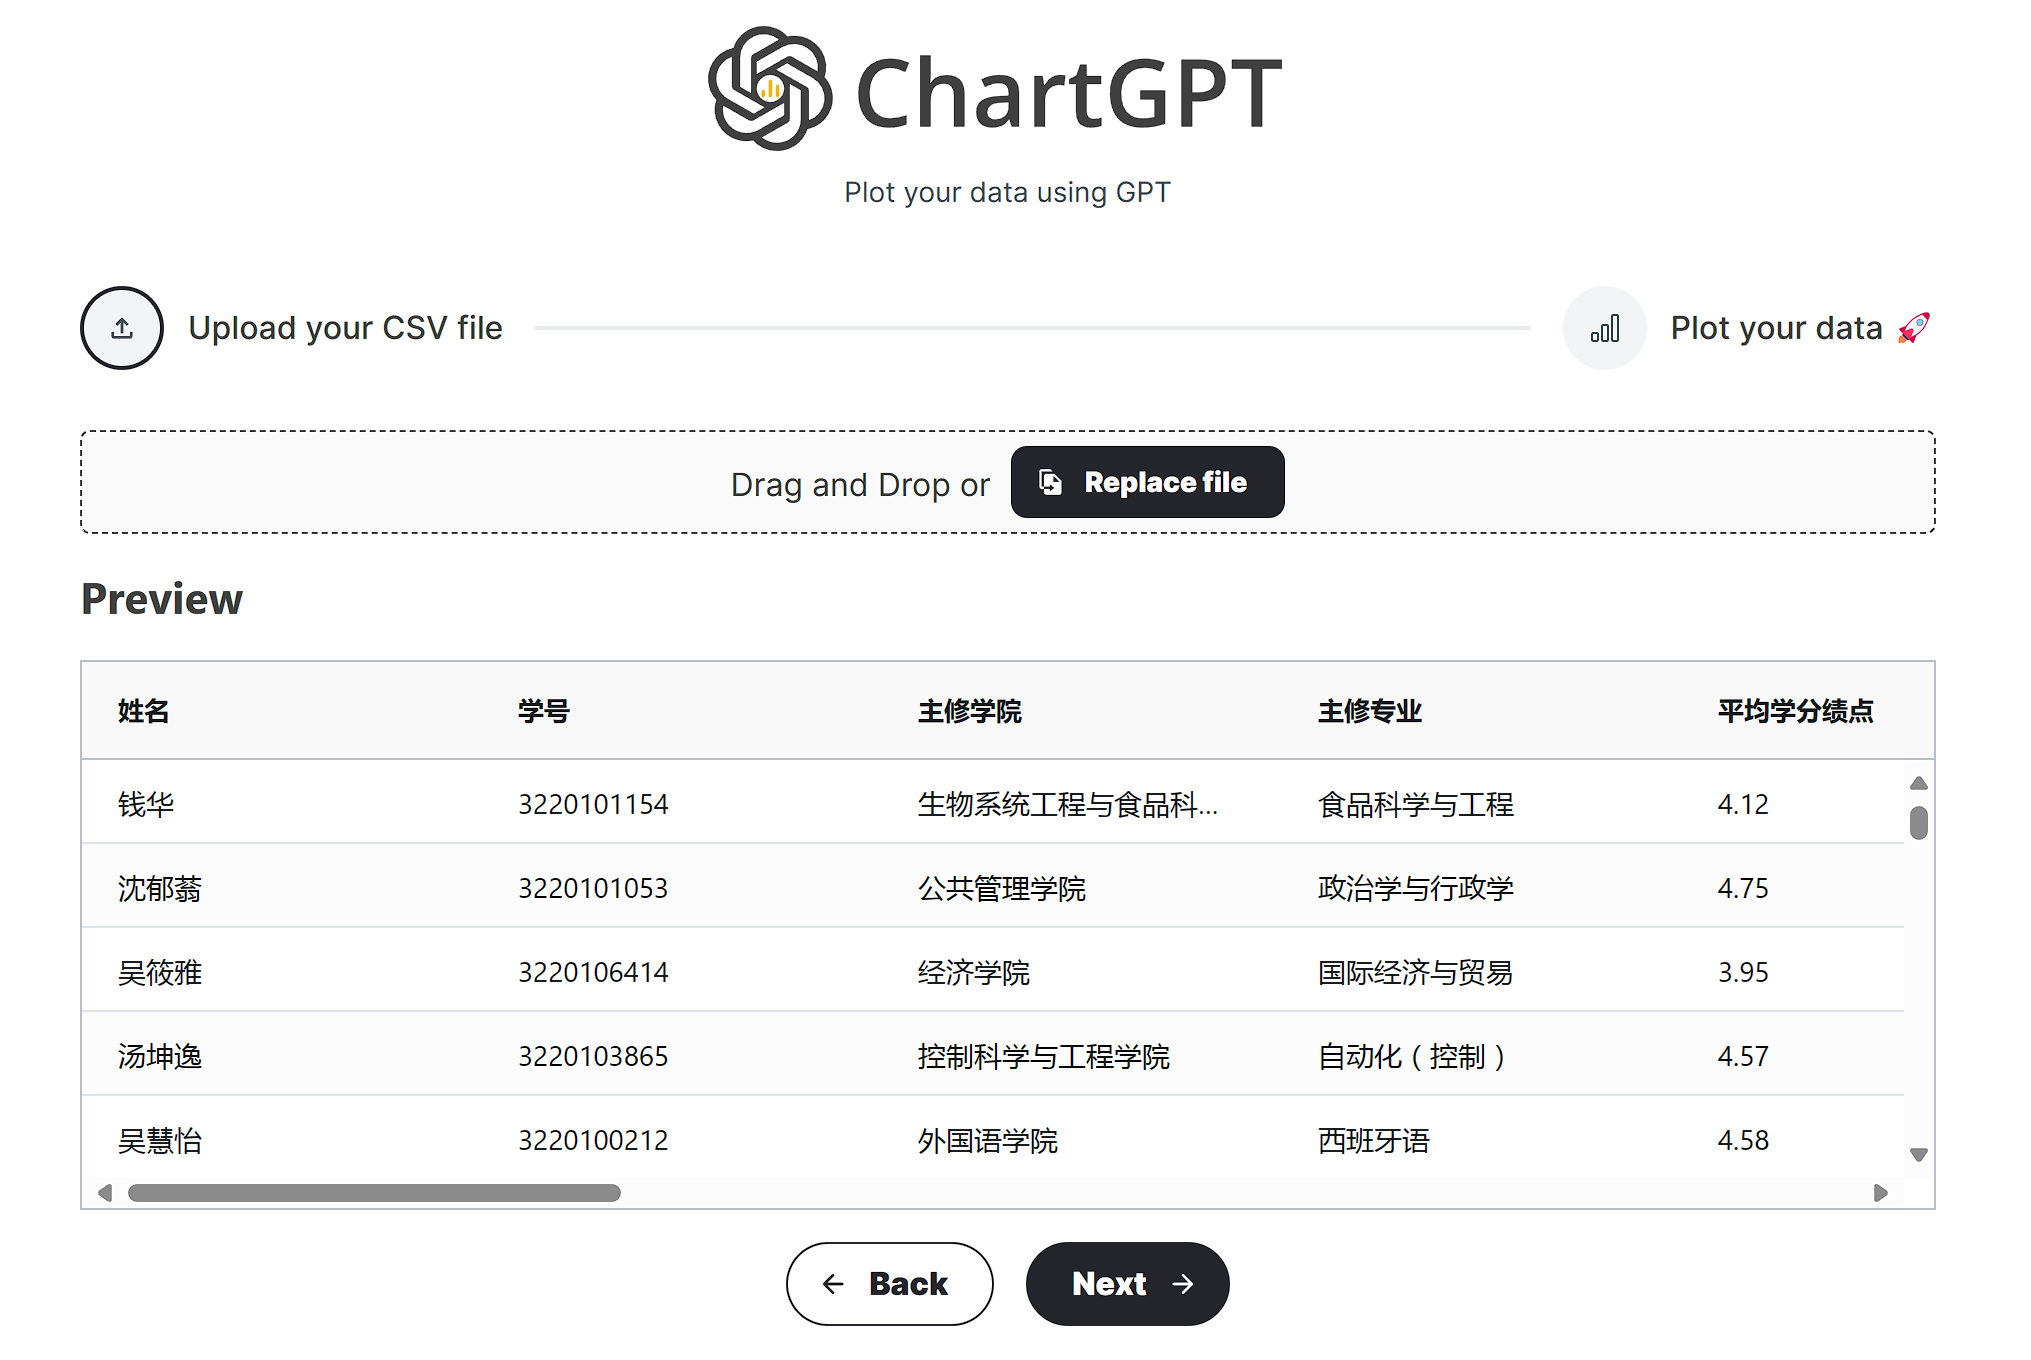 ChartGPT
Plot your data using GPT
Upload your CSV file
Plot your data 🚀
Drag and Drop or Replace file
Preview
姓名 学号 主修学院 主修专业 平均学分绩点
钱华 3220101154 生物系统工程与食品科... 食品科学与工程 4.12
沈郁蓊 3220101053 公共管理学院 政治学与行政学 4.75
吴筱雅 3220106414 经济学院 国际经济与贸易 3.95
汤坤逸 3220103865 控制科学与工程学院 自动化（控制） 4.57
吴慧怡 3220100212 外国语学院 西班牙语 4.58
← Back Next →